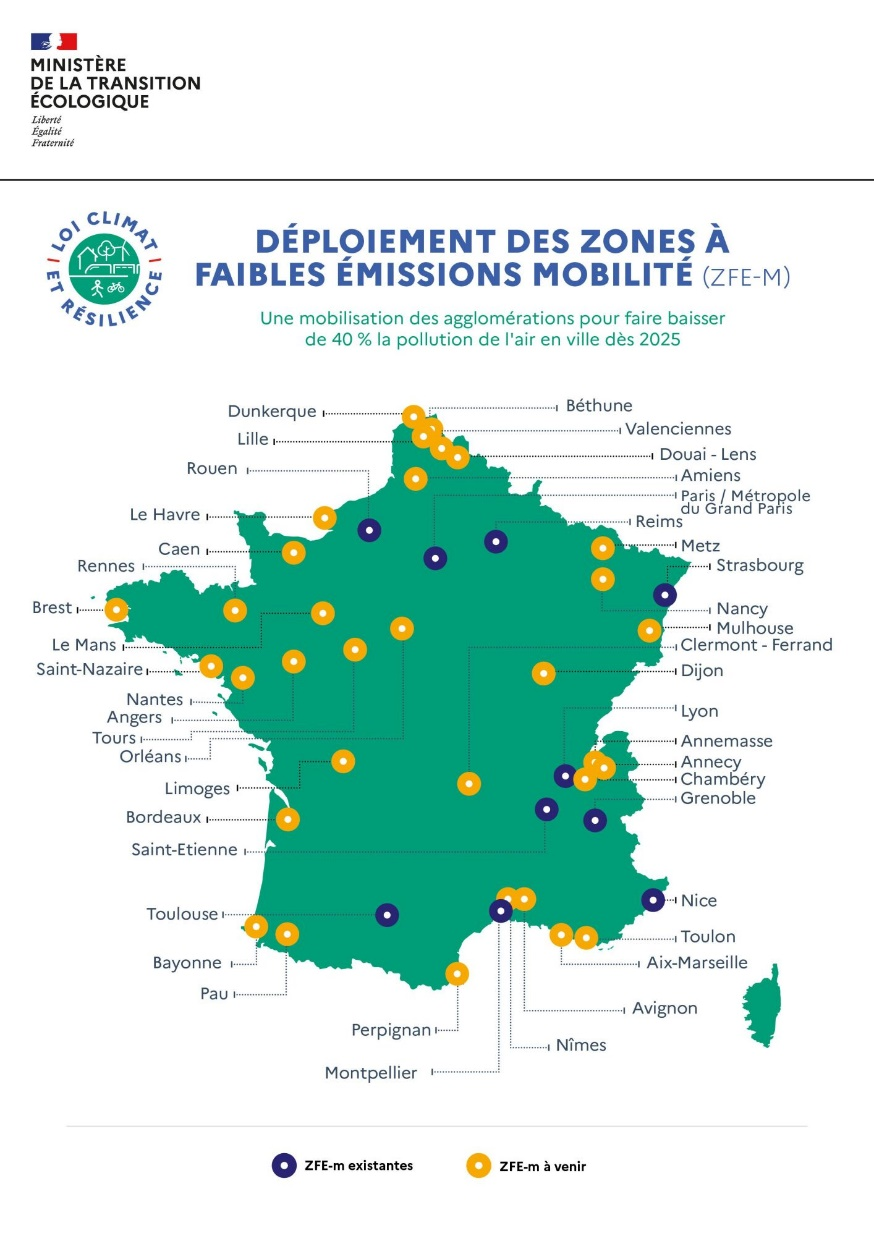 MINISTÈRE
DE LA TRANSITION
ÉCOLOGIQUE
Liberté
Égalité
Fraternité
LOI CLIMAT
ET RÉSILIENCE
DÉPLOIEMENT DES ZONES À
FAIBLES ÉMISSIONS MOBILITÉ (ZFE-M)
Une mobilisation des agglomérations pour faire baisser
de 40 % la pollution de l'air en ville dès 2025
Dunkerque
Béthune
Lille
Valenciennes
Douai - Lens
Rouen
Amiens
Paris / Métropole
du Grand Paris
Le Havre
Reims
Caen
Metz
Rennes
Strasbourg
Brest
Nancy
Mulhouse
Le Mans
Clermont - Ferrand
Saint-Nazaire
Dijon
Nantes
Lyon
Angers
Tours
Annemasse
Orléans
Annecy
Chambéry
Limoges
Grenoble
Bordeaux
Saint-Etienne
Nice
Toulouse
Toulon
Bayonne
Aix-Marseille
Pau
Avignon
Perpignan
Nîmes
Montpellier
ZFE-m existantes
ZFE-m à venir